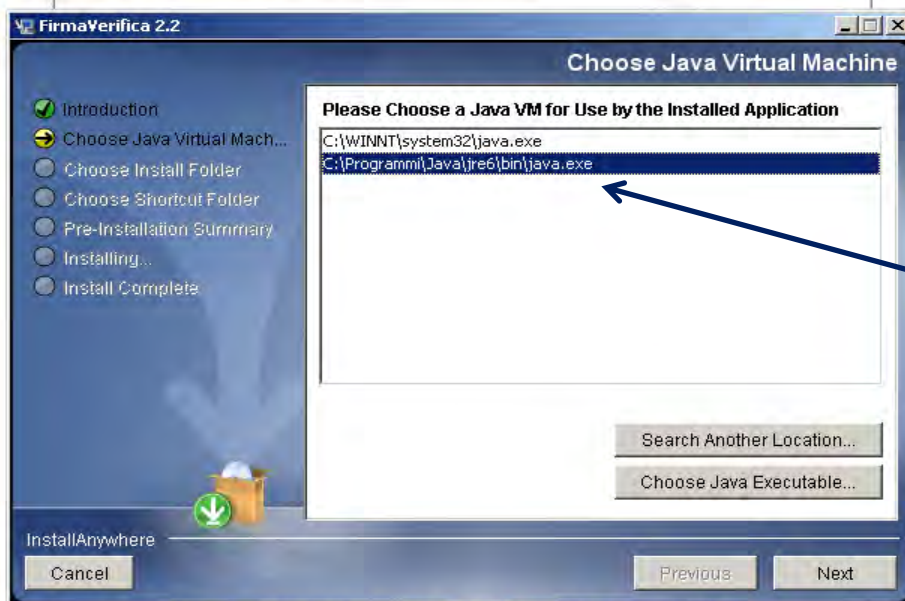 FirmaVerifica 2.2
Choose Java Virtual Machine
Introduction
Choose Java Virtual Mach...
Choose Install Folder
Choose Shortcut Folder
Pre-Installation Summary
Installing...
Install Complete
Please Choose a Java VM for Use by the Installed Application
C:\WINNT\system32\java.exe
C:\Programmi\Java\jre6\bin\java.exe
Search Another Location...
Choose Java Executable...
InstallAnywhere
Cancel
Previous
Next